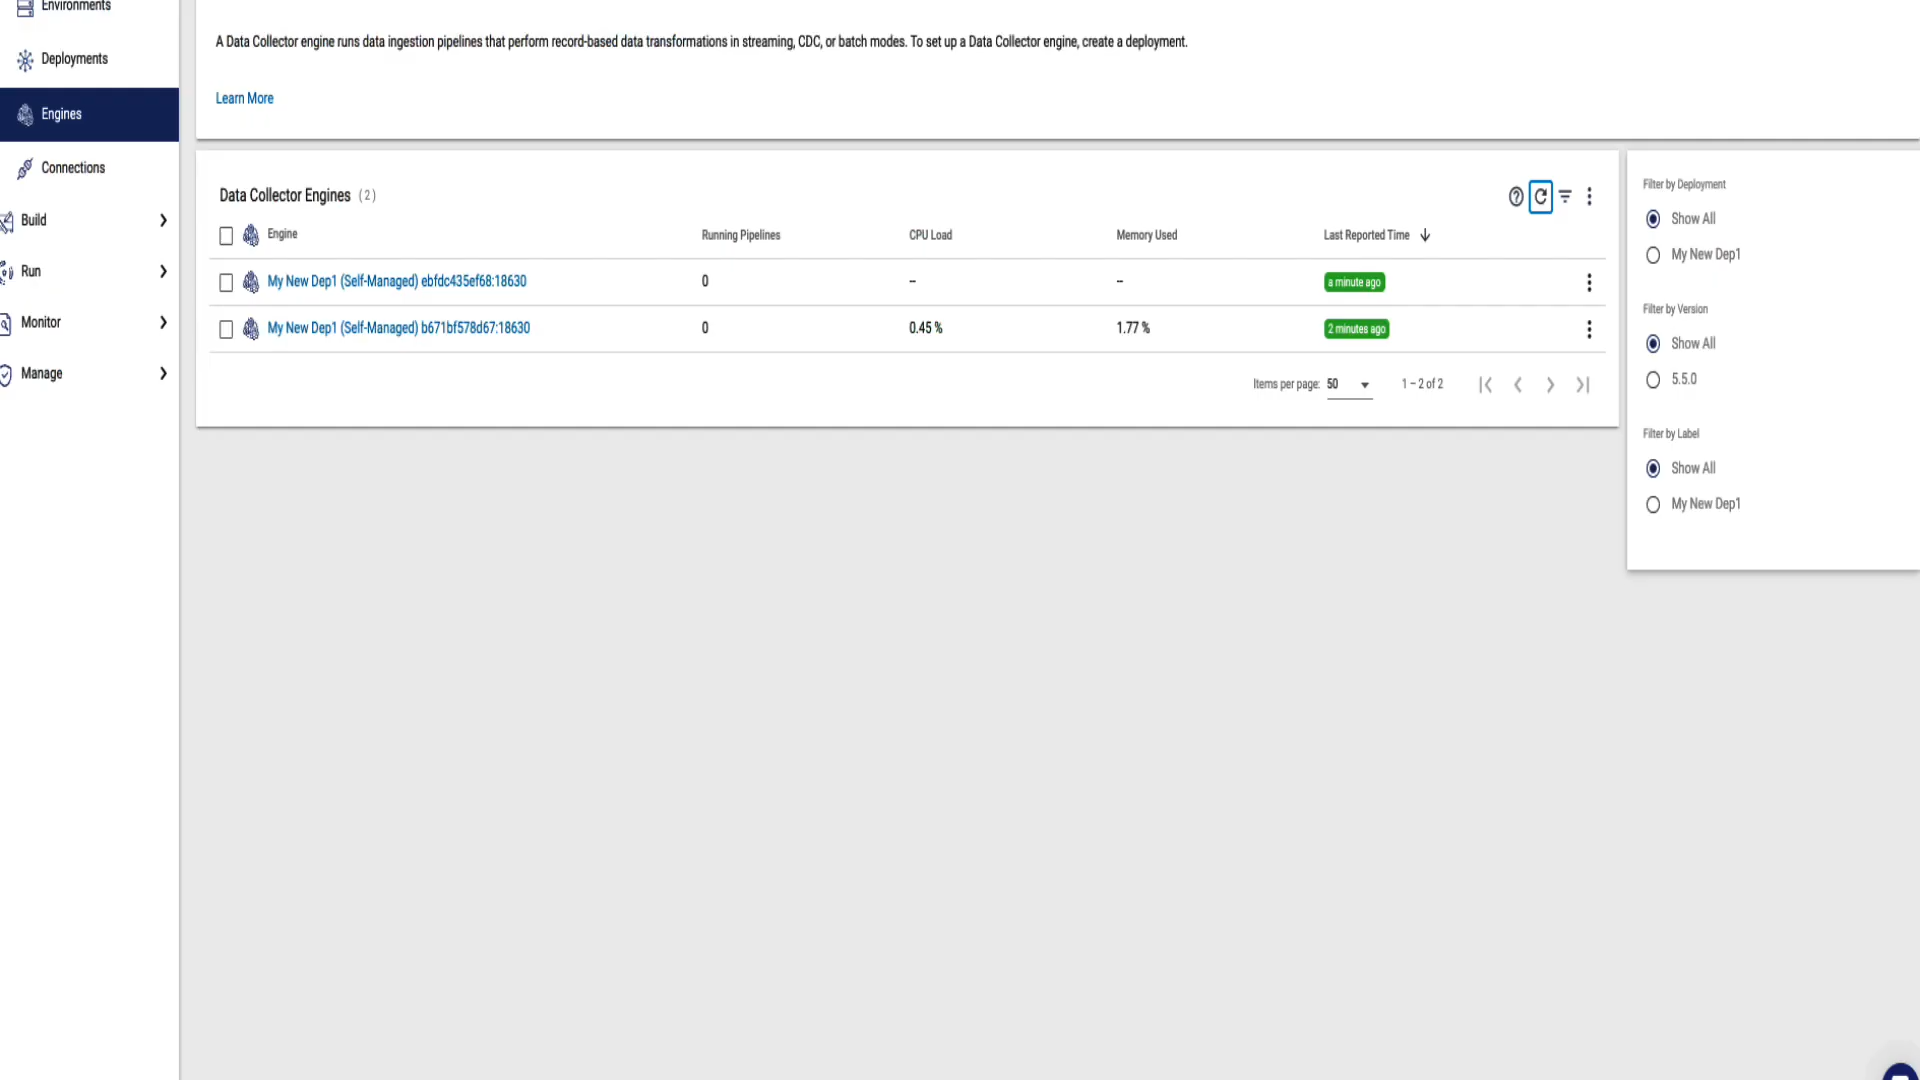 Environments
Deployments
Engines
Connections
Build
Run
Monitor
Manage
A Data Collector engine runs data ingestion pipelines that perform record-based data transformations in streaming, CDC, or batch modes. To set up a Data Collector engine, create a deployment.
Learn More
Data Collector Engines (2)
Engine Running Pipelines CPU Load Memory Used Last Reported Time
My New Dep1 (Self-Managed) ebfdc435ef68:18630 0 -- -- a minute ago
My New Dep1 (Self-Managed) b671bf578d67:18630 0 0.45 % 1.77 % 2 minutes ago
Items per page: 50 1 – 2 of 2
Filter by Deployment
Show All
My New Dep1
Filter by Version
Show All
5.5.0
Filter by Label
Show All
My New Dep1